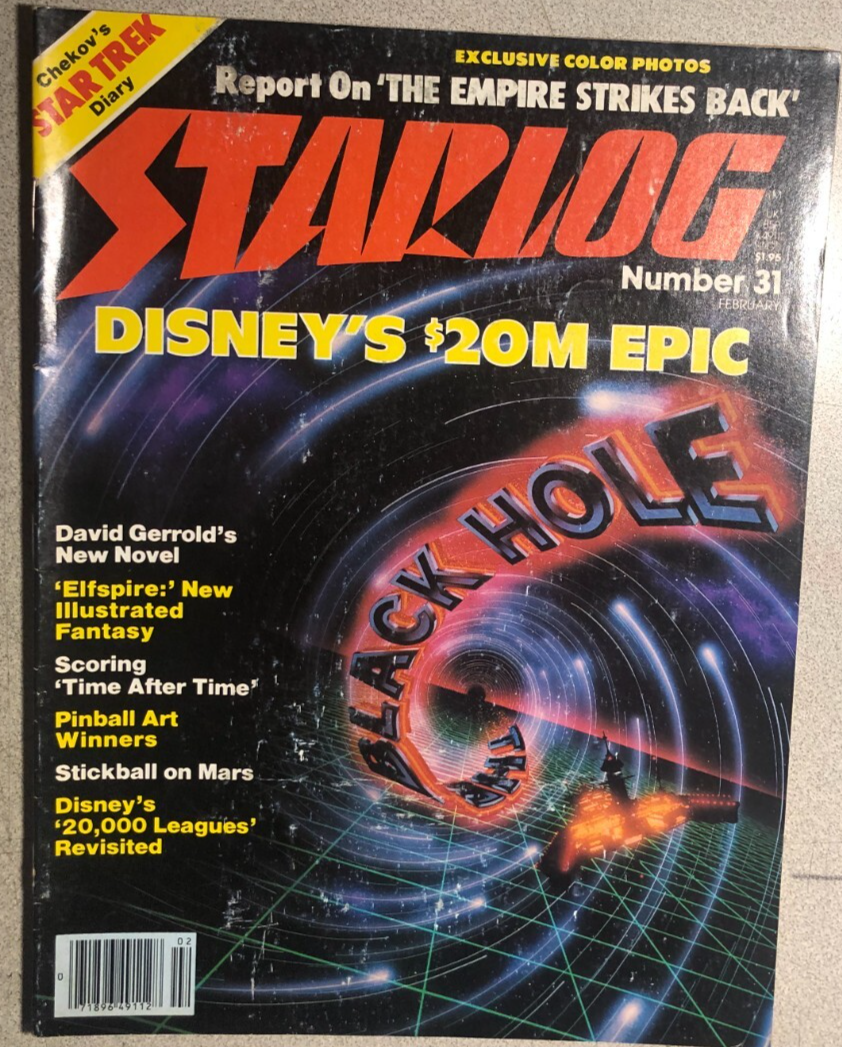 Chekov's
STAR TREK
Diary
EXCLUSIVE COLOR PHOTOS
Report On 'THE EMPIRE STRIKES BACK'
STARLOG
$1.95
Number 31
FEBRUARY
DISNEY'S $20M EPIC
THE
BLACK HOLE
David Gerrold's
New Novel
'Elfspire:' New
Illustrated
Fantasy
Scoring
'Time After Time'
Pinball Art
Winners
Stickball on Mars
Disney's
'20,000 Leagues'
Revisited
02
0
71896 49112